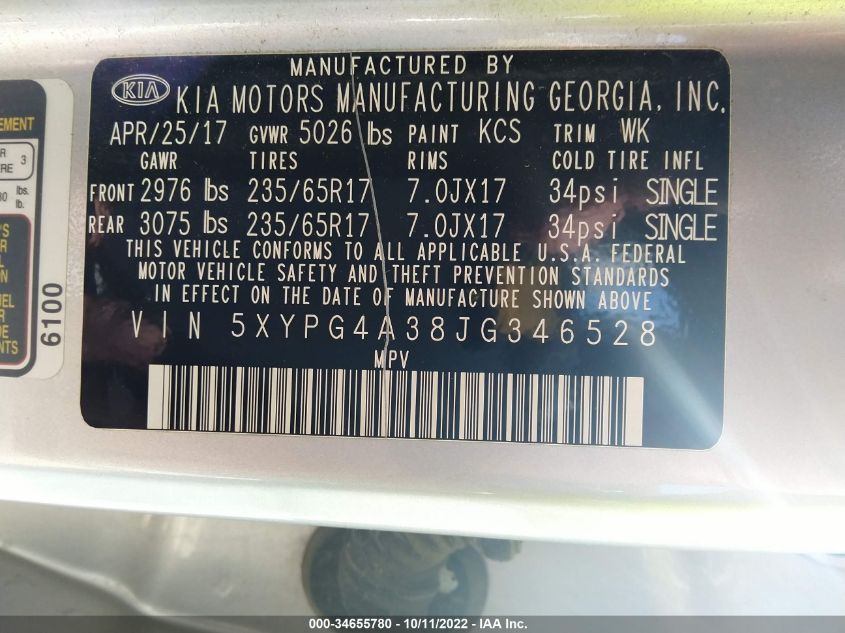 MANUFACTURED BY
KIA KIA MOTORS MANUFACTURING GEORGIA, INC.
APR/25/17 GVWR 5026 lbs PAINT KCS TRIM WK
GAWR TIRES RIMS COLD TIRE INFL
FRONT 2976 lbs 235/65R17 7.0JX17 34psi SINGLE
REAR 3075 lbs 235/65R17 7.0JX17 34psi SINGLE
THIS VEHICLE CONFORMS TO ALL APPLICABLE U.S.A. FEDERAL
MOTOR VEHICLE SAFETY AND THEFT PREVENTION STANDARDS
IN EFFECT ON THE DATE OF MANUFACTURE SHOWN ABOVE
VIN 5XYPG4A38JG346528
MPV
3
lbs.
lb.
6100
000-34655780 - 10/11/2022 - IAA Inc.